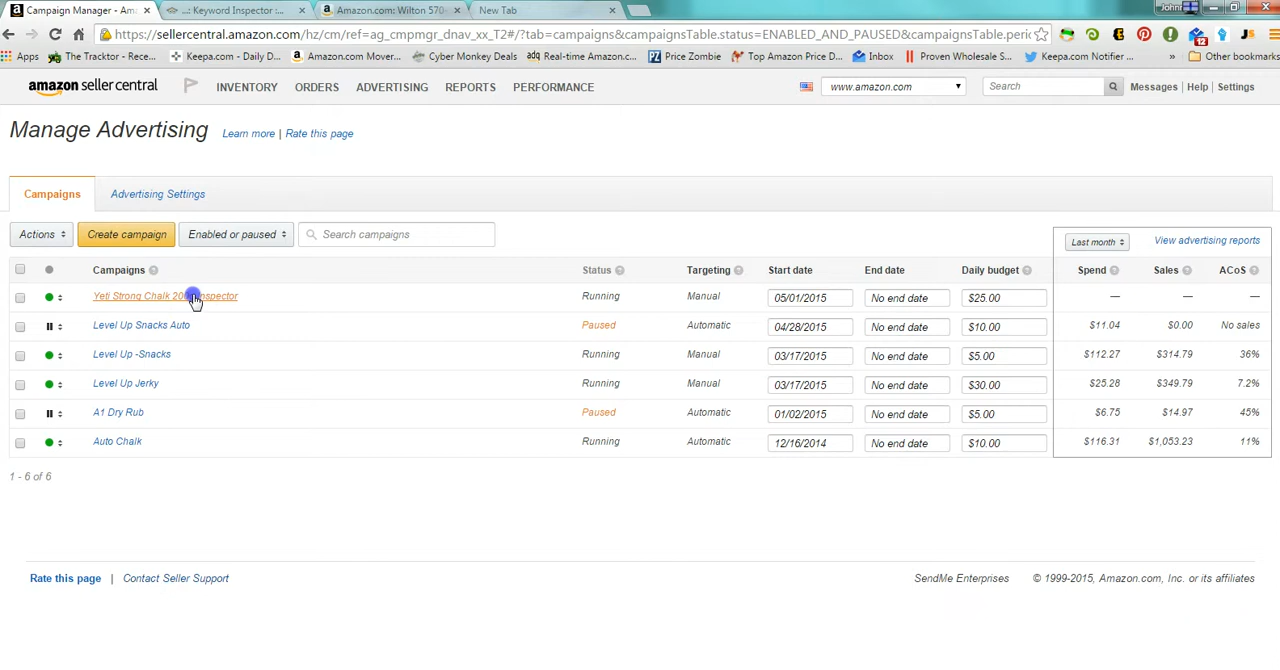 Campaign Manager - Ama
..: Keyword Inspector :...
Amazon.com: Wilton 570-
New Tab
https://sellercentral.amazon.com/hz/cm/ref=ag_cmpmgr_dnav_xx_T2#/?tab=campaigns&campaignsTable.status=ENABLED_AND_PAUSED&campaignsTable.peri
Apps
The Tracktor - Rece...
Keepa.com - Daily D...
Amazon.com Mover...
Cyber Monkey D...
Real-time Amazon.c...
Price Zombie
Top Amazon Price D...
Inbox
Proven Wholesale S...
Keepa.com Notifier ...
»
Other bookmarks
12
amazon seller central
INVENTORY
ORDERS
ADVERTISING
REPORTS
PERFORMANCE
www.amazon.com
Search
Messages | Help | Settings
Manage Advertising
Learn more | Rate this page
Campaigns
Advertising Settings
Actions
Create campaign
Enabled or paused
Search campaigns
Last month
View advertising reports
Campaigns Status Targeting Start date End date Daily budget Spend Sales ACoS
Yeti Strong Chalk Inspector Running Manual 05/01/2015 No end date $25.00 — — —
Level Up Snacks Auto Paused Automatic 04/28/2015 No end date $10.00 $11.04 $0.00 No sales
Level Up -Snacks Running Manual 03/17/2015 No end date $5.00 $112.27 $314.79 36%
Level Up Jerky Running Manual 03/17/2015 No end date $30.00 $25.28 $349.79 7.2%
A1 Dry Rub Paused Automatic 01/02/2015 No end date $5.00 $6.75 $14.97 45%
Auto Chalk Running Automatic 12/16/2014 No end date $10.00 $116.31 $1,053.23 11%
1 - 6 of 6
Rate this page | Contact Seller Support
SendMe Enterprises
© 1999-2015, Amazon.com, Inc. or its affiliates